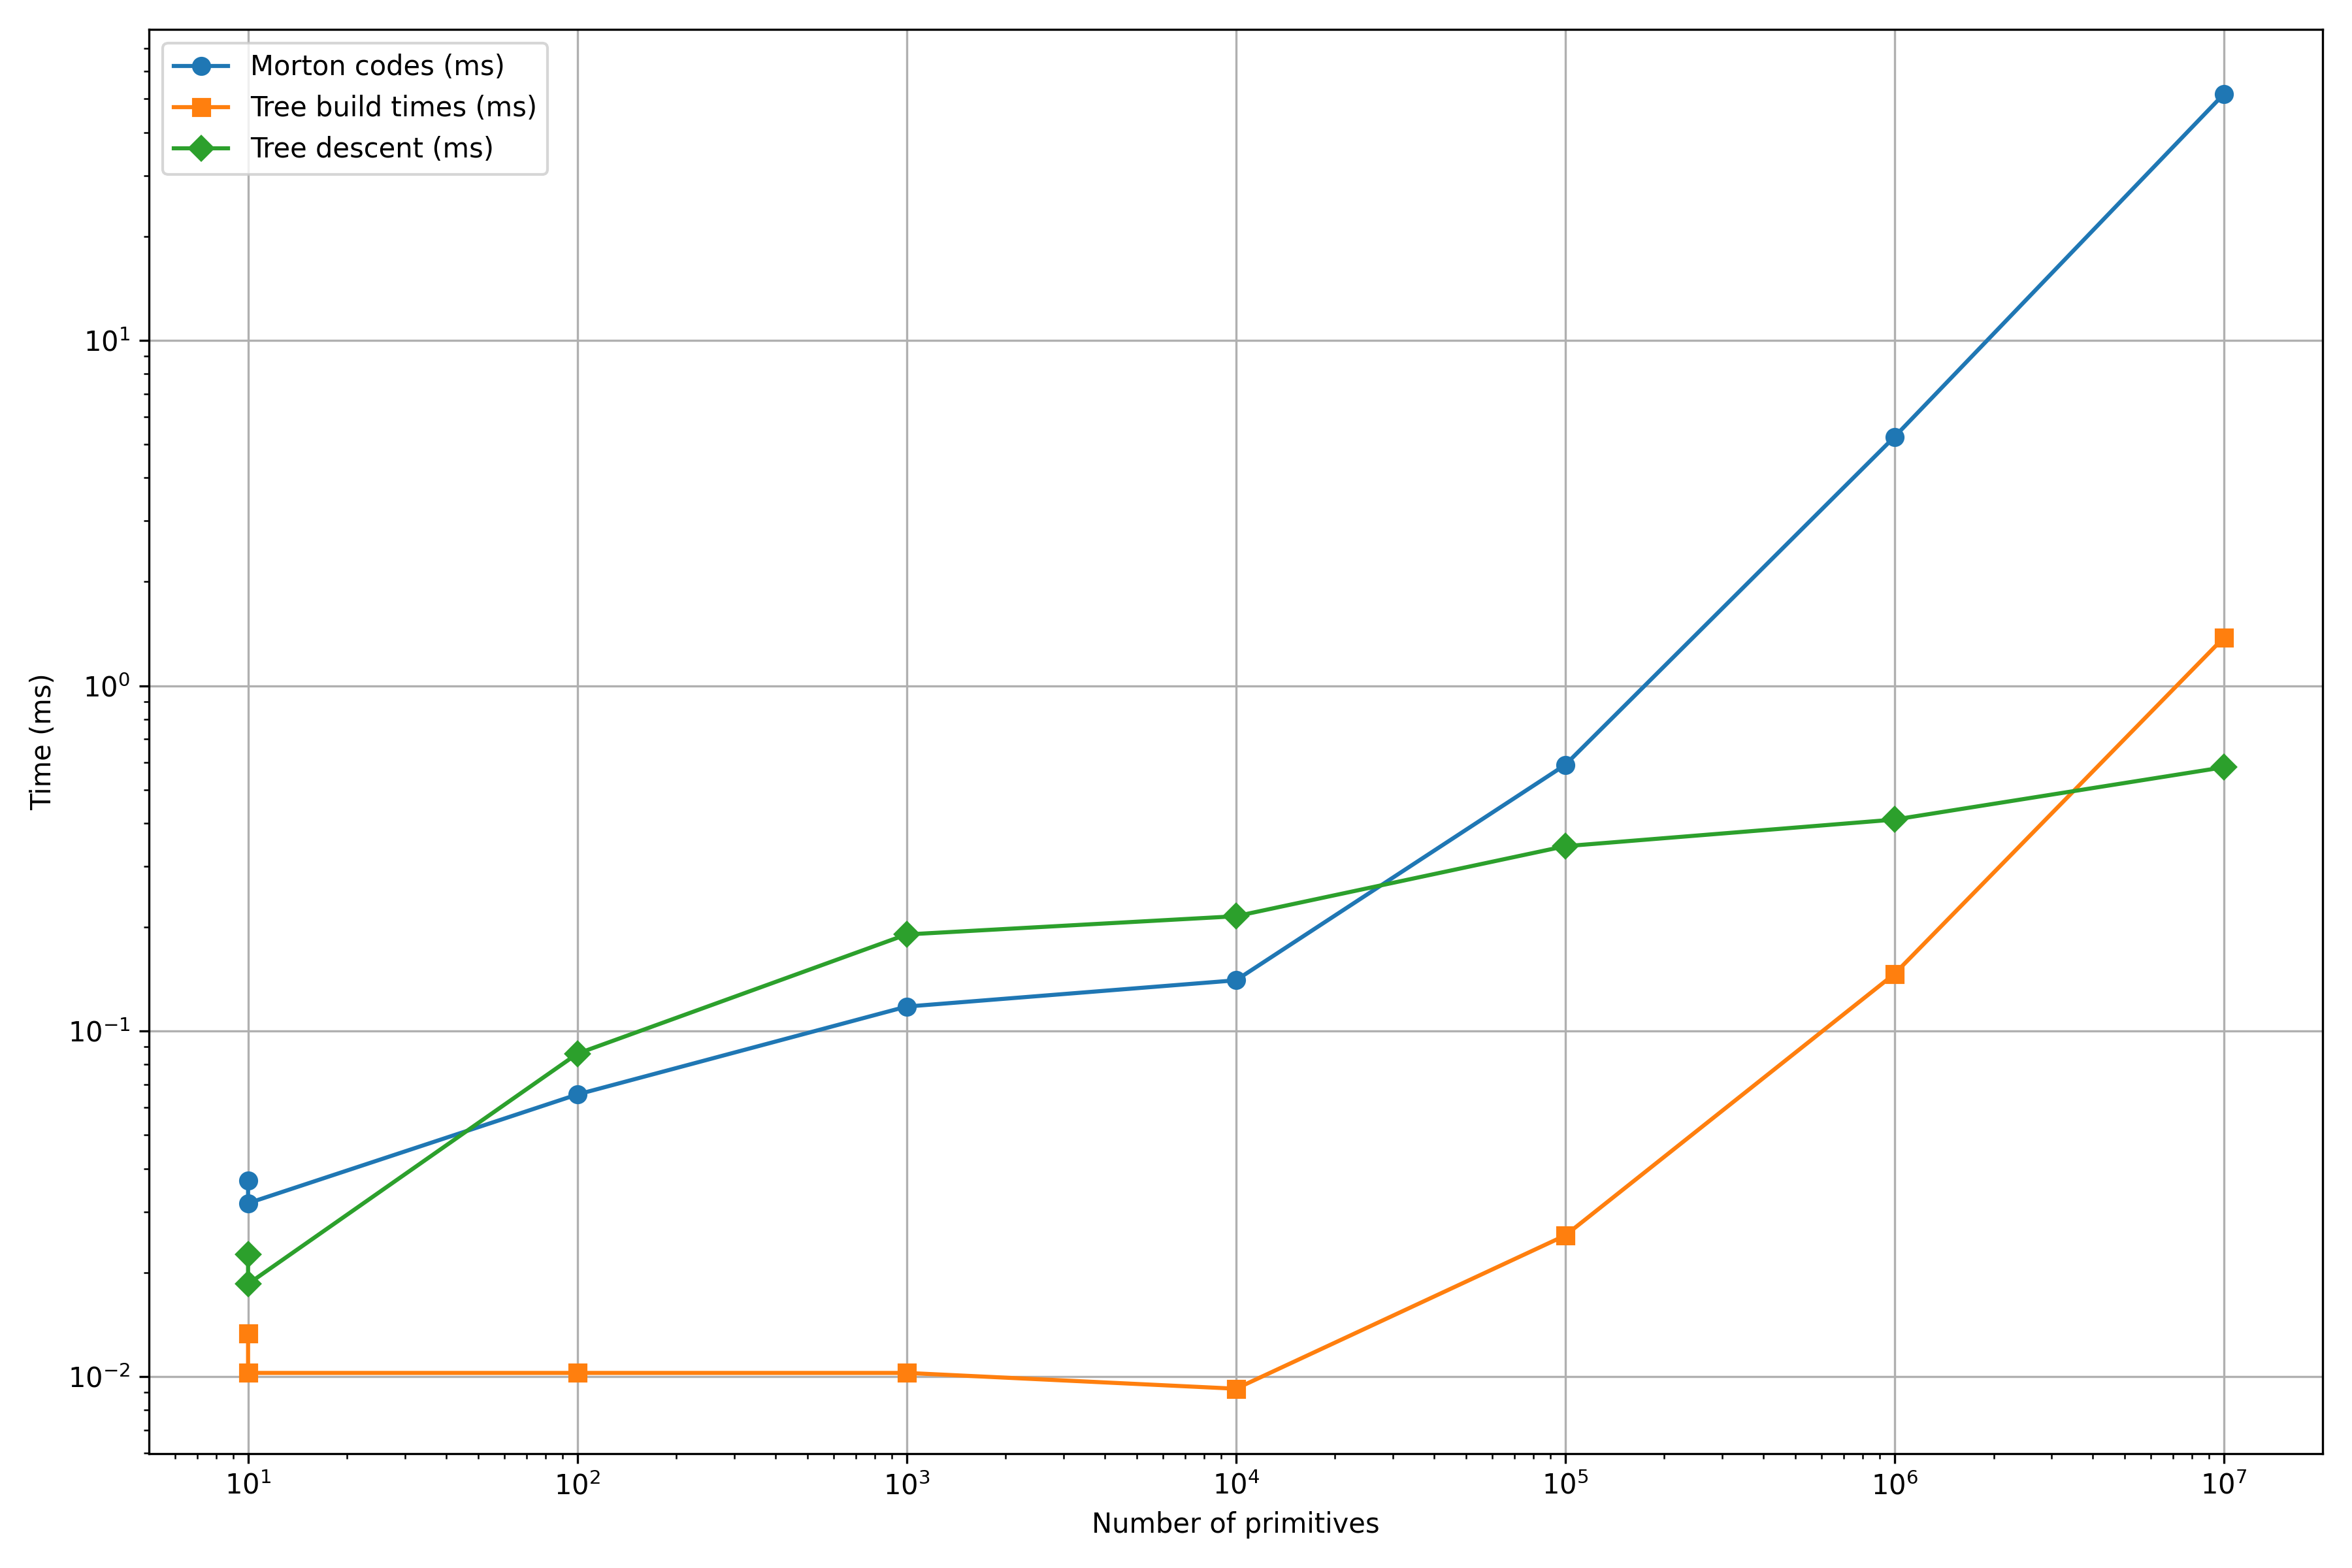 Morton codes (ms)
Tree build times (ms)
Tree descent (ms)
10¹
10⁰
10⁻¹
10⁻²
Time (ms)
10¹ 10² 10³ 10⁴ 10⁵ 10⁶ 10⁷
Number of primitives